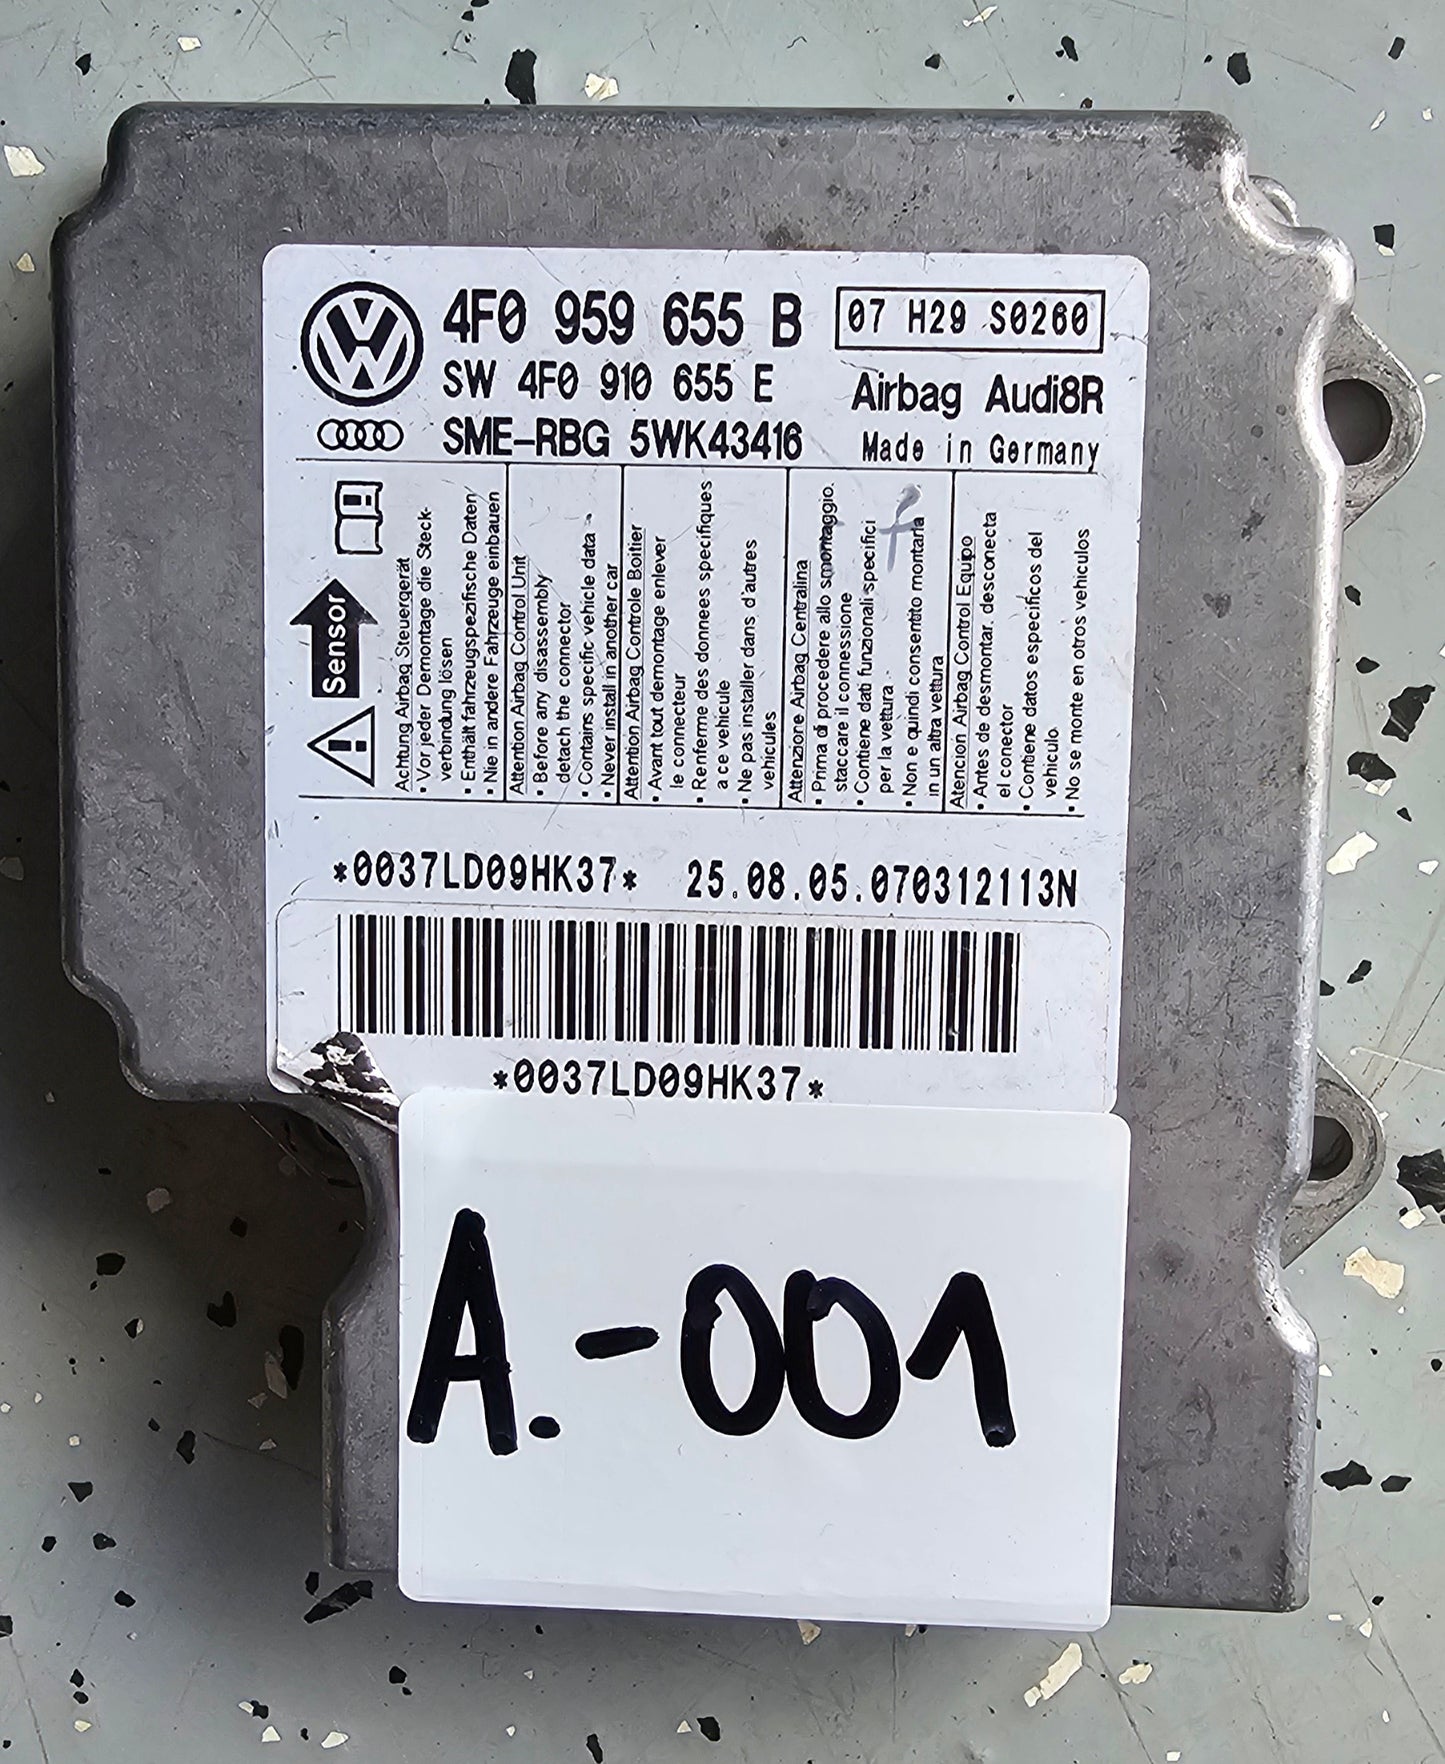 4F0 959 655 B
07 H29 S0260
SW 4F0 910 655 E
Airbag Audi8R
SME-RBG 5WK43416
Made in Germany
Sensor
Achtung Airbag Steuergerät
• Vor jeder Demontage die Steck-
verbindung lösen
• Enthält fahrzeugspezifische Daten
• Nie in andere Fahrzeuge einbauen
Attention Airbag Control Unit
• Before any disassembly
detach the connector
• Contains specific vehicle data
• Never install in another car
Attention Airbag Controle Boitier
• Avant tout demontage enlever
le connecteur
• Renferme des donnees specifiques
a ce vehicule
• Ne pas installer dans d'autres
vehicules
Attenzione Airbag Centralina
• Prima di procedere allo smontaggio.
staccare il connessione
• Contiene dati funzionali specifici
per la vettura
• Non e quindi consentito montarla
in un altra vettura
Atencion Airbag Control Equipo
• Antes de desmontar. desconecta
el conector
• Contiene datos especificos del
vehiculo
• No se monte en otros vehiculos
*0037LD09HK37* 25.08.05.070312113N
*0037LD09HK37*
A.-001